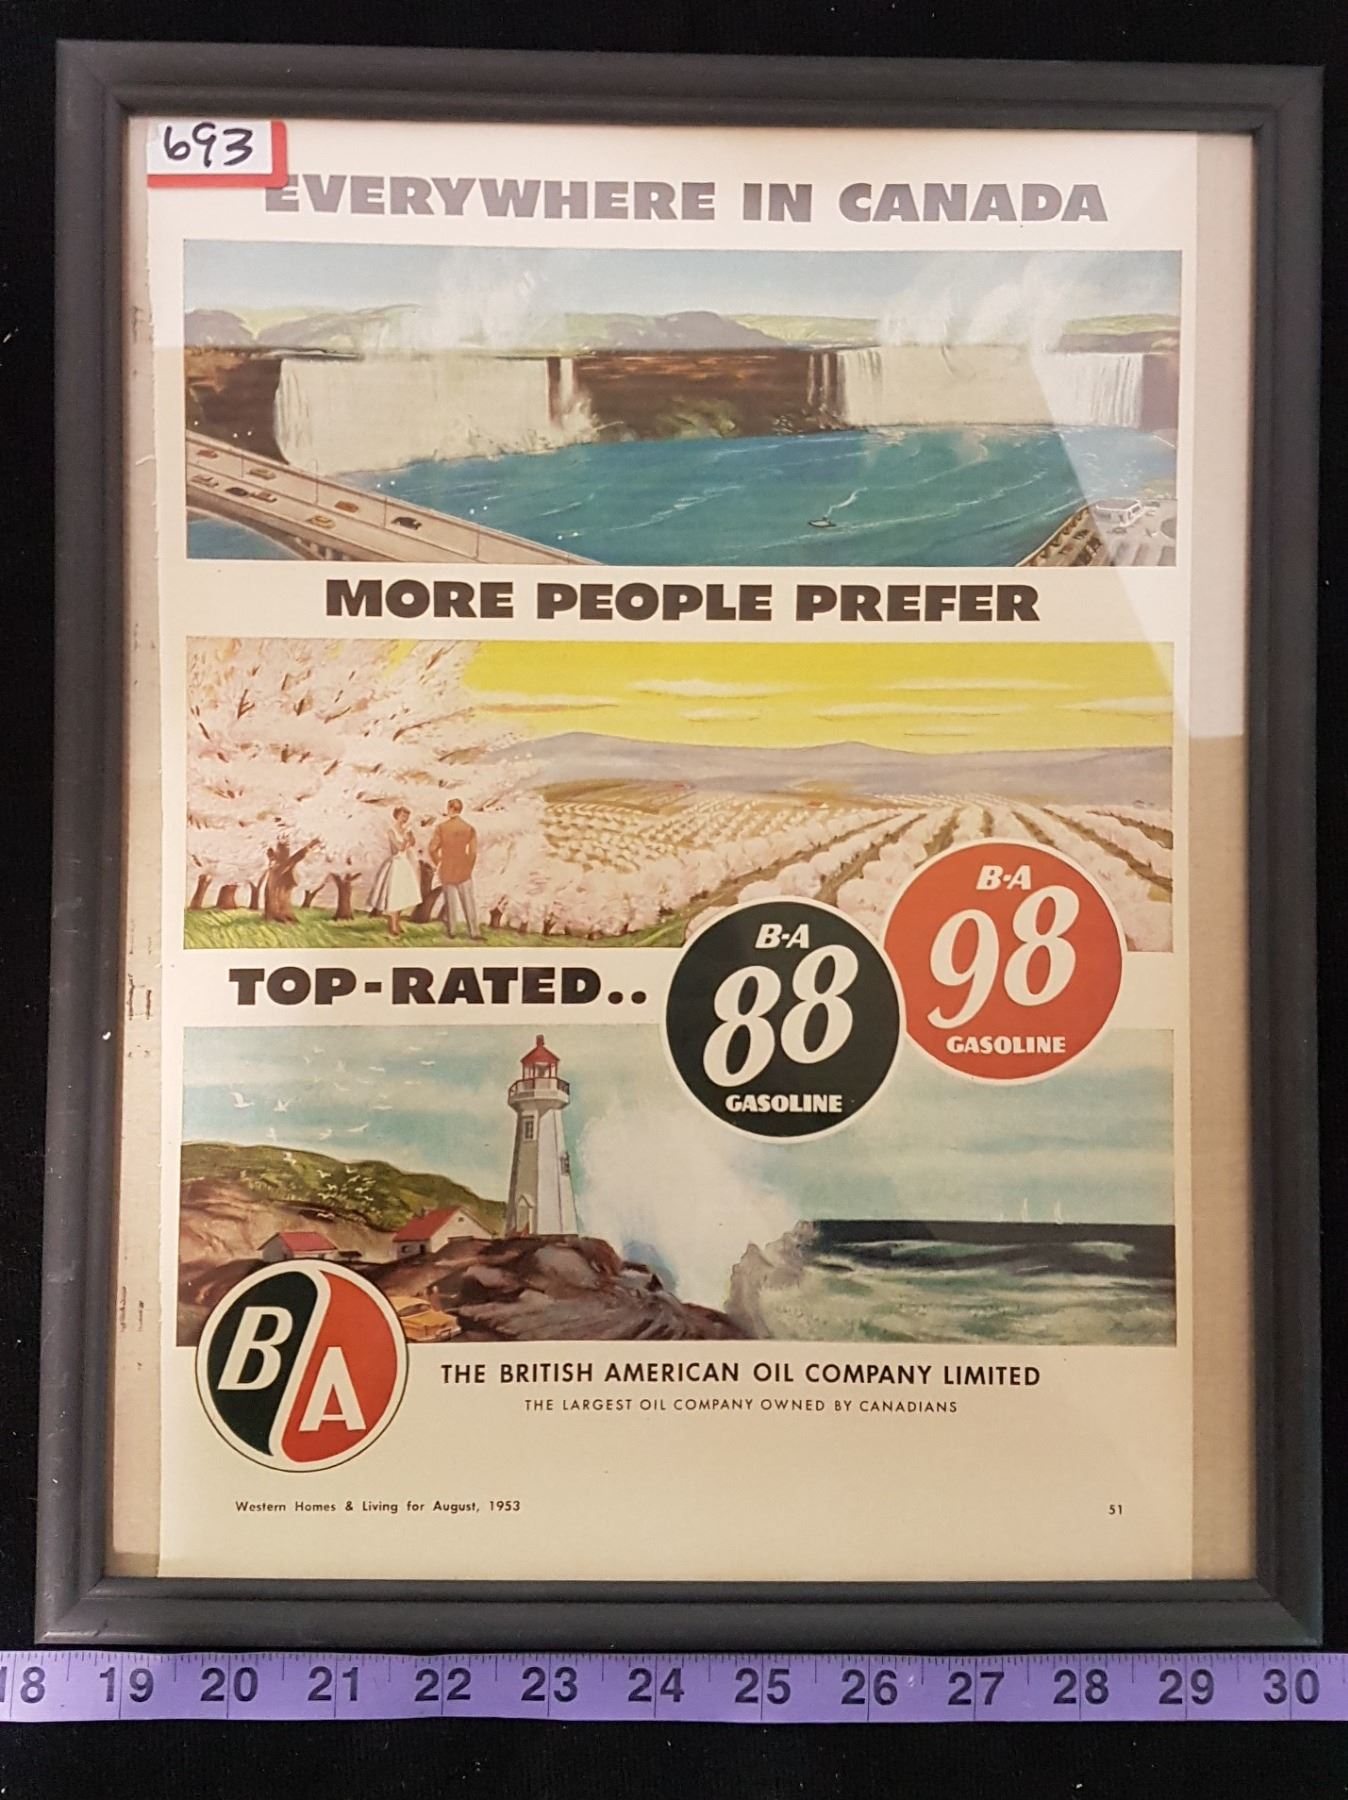 693
EVERYWHERE IN CANADA
MORE PEOPLE PREFER
TOP-RATED..
B-A
88
GASOLINE
B-A
98
GASOLINE
BA
THE BRITISH AMERICAN OIL COMPANY LIMITED
THE LARGEST OIL COMPANY OWNED BY CANADIANS
Western Homes & Living for August, 1953
51
18 19 20 21 22 23 24 25 26 27 28 29 30